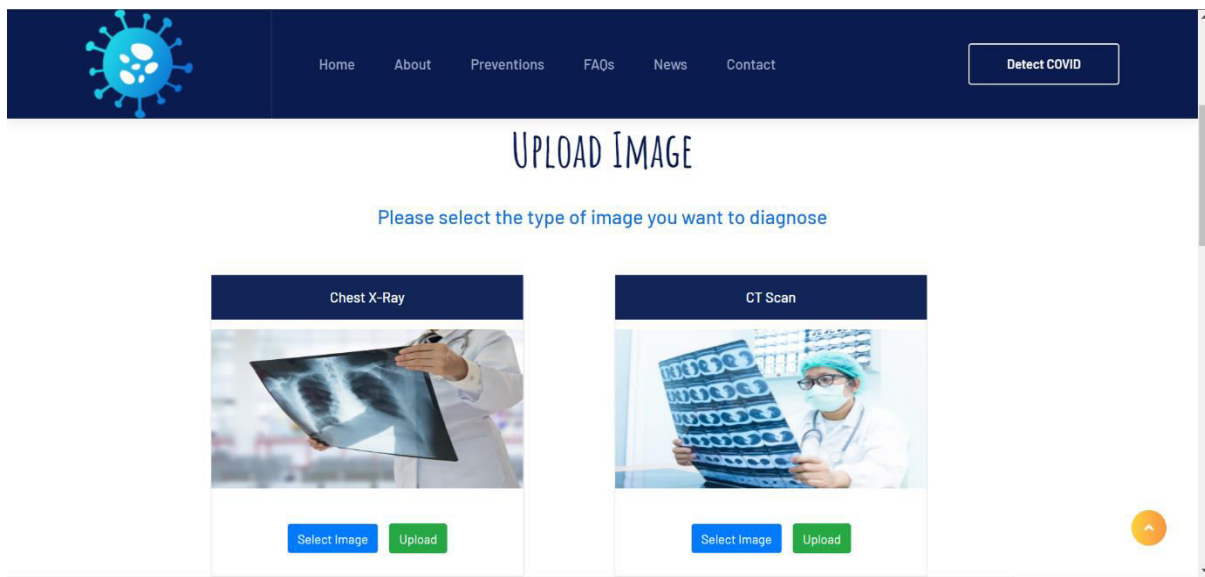 Home About Preventions FAQs News Contact Detect COVID
Upload Image
Please select the type of image you want to diagnose
Chest X-Ray CT Scan
Select Image Upload Select Image Upload